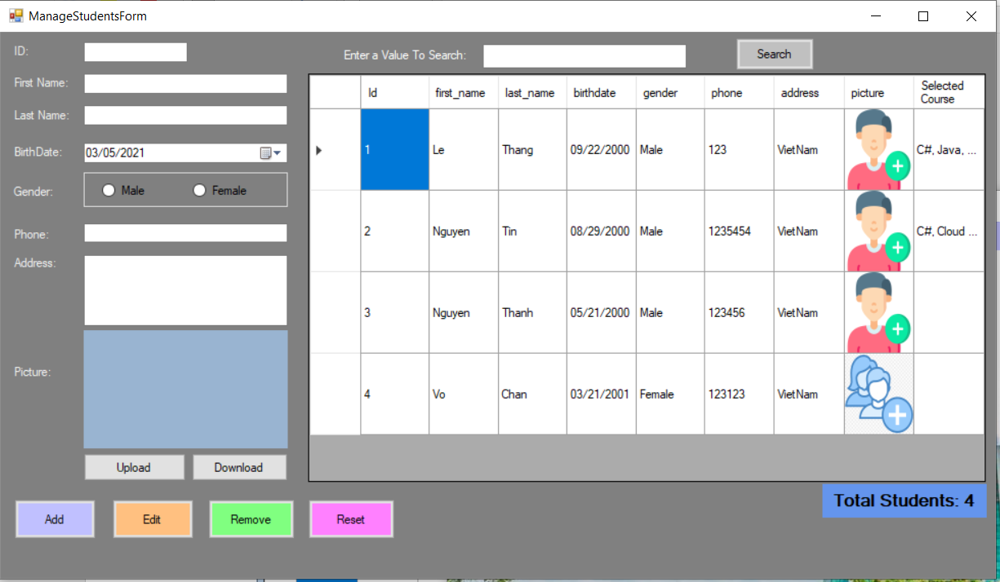 ManageStudentsForm
ID:
Enter a Value To Search:
Search
First Name:
Last Name:
BirthDate: 03/05/2021
Gender: Male Female
Phone:
Address:
Picture:
Upload Download
Id first_name last_name birthdate gender phone address picture Selected Course
1 Le Thang 09/22/2000 Male 123 VietNam C#, Java, ...
2 Nguyen Tin 08/29/2000 Male 1235454 VietNam C#, Cloud ...
3 Nguyen Thanh 05/21/2000 Male 123456 VietNam
4 Vo Chan 03/21/2001 Female 123123 VietNam
Total Students: 4
Add Edit Remove Reset